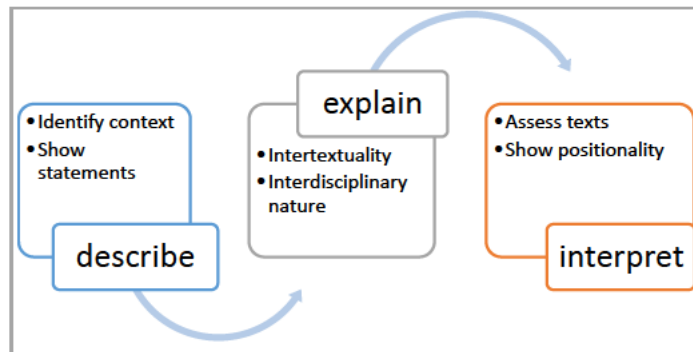 • Identify context
• Show
statements
describe
explain
• Intertextuality
• Interdisciplinary
nature
• Assess texts
• Show positionality
interpret